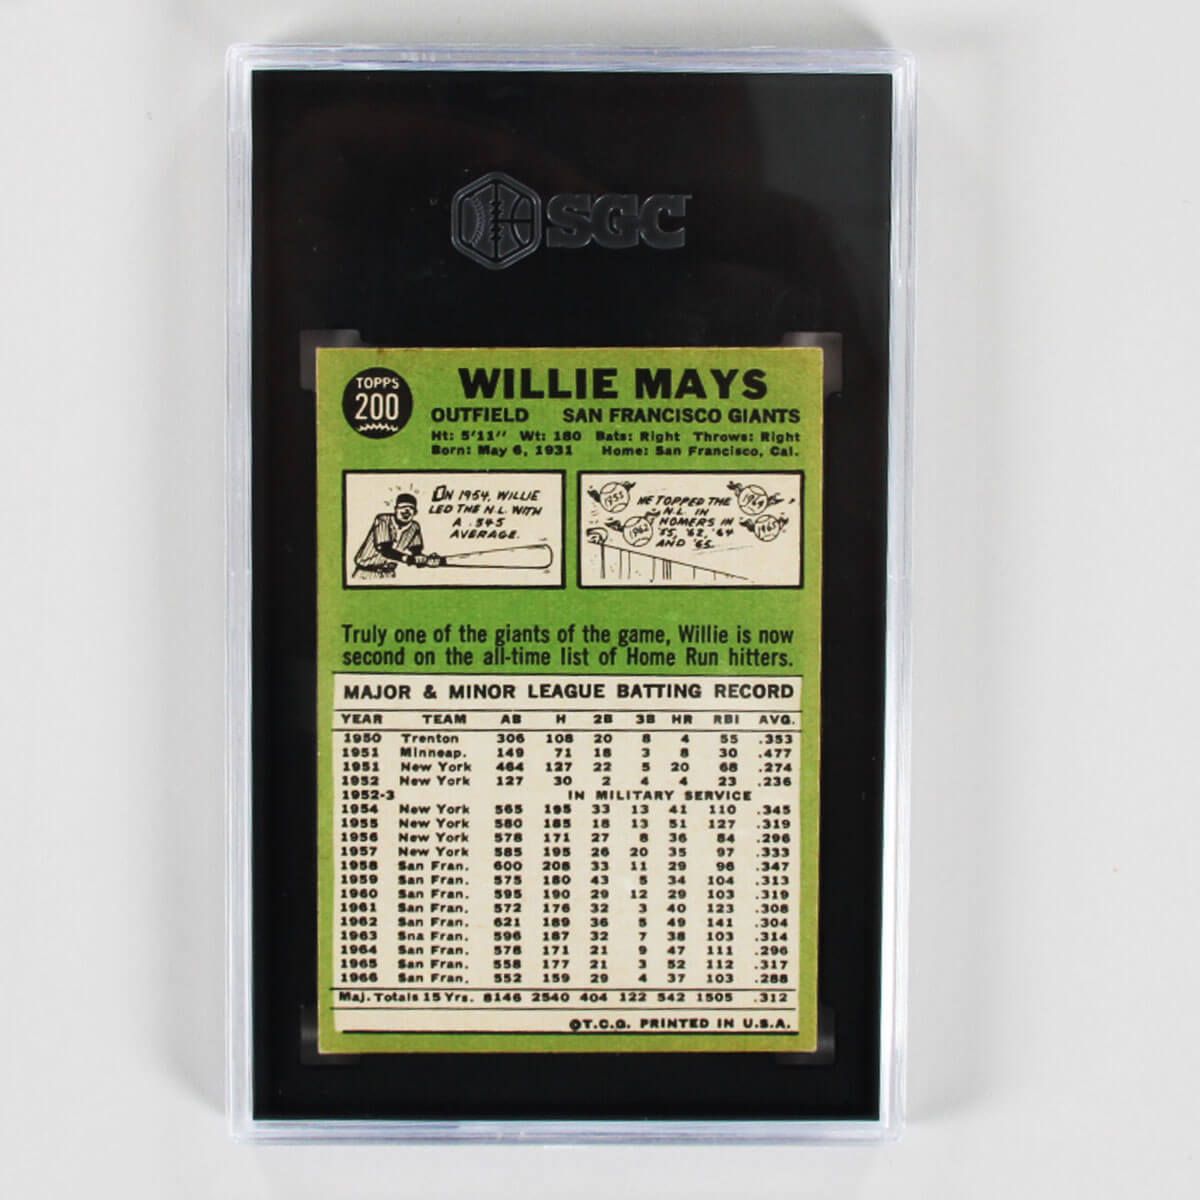 SGC
TOPPS
200
WILLIE MAYS
OUTFIELD SAN FRANCISCO GIANTS
Ht: 5'11" Wt: 180 Bats: Right Throws: Right
Born: May 6, 1931 Home: San Francisco, Cal.
ON 1954, WILLIE
LED THE N.L. WITH
A .345
AVERAGE.
1955
1962
HE TOPPED THE
N.L. IN
HOMERS IN
'55, '62, '64
AND '65.
1964
1965
Truly one of the giants of the game, Willie is now
second on the all-time list of Home Run hitters.
MAJOR & MINOR LEAGUE BATTING RECORD
YEAR TEAM AB H 2B 3B HR RBI AVG.
1950 Trenton 306 108 20 8 4 55 .353
1951 Minneap. 149 71 18 3 8 30 .477
1951 New York 464 127 22 5 20 68 .274
1952 New York 127 30 2 4 4 23 .236
1952-3 IN MILITARY SERVICE
1954 New York 565 195 33 13 41 110 .345
1955 New York 580 185 18 13 51 127 .319
1956 New York 578 171 27 8 36 84 .296
1957 New York 585 195 26 20 35 97 .333
1958 San Fran. 600 208 33 11 29 96 .347
1959 San Fran. 575 180 43 5 34 104 .313
1960 San Fran. 595 190 29 12 29 103 .319
1961 San Fran. 572 176 32 3 40 123 .308
1962 San Fran. 621 189 36 5 49 141 .304
1963 Sna Fran. 596 187 32 7 38 103 .314
1964 San Fran. 578 171 21 9 47 111 .296
1965 San Fran. 558 177 21 3 52 112 .317
1966 San Fran. 552 159 29 4 37 103 .288
Maj. Totals 15 Yrs. 8146 2540 404 122 542 1505 .312
©T.C.G. PRINTED IN U.S.A.